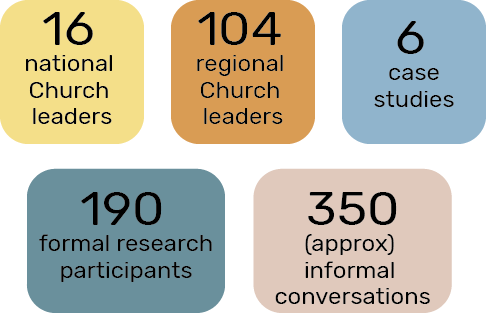 16
national
Church
leaders
104
regional
Church
leaders
6
case
studies
190
formal research
participants
350
(approx)
informal
conversations